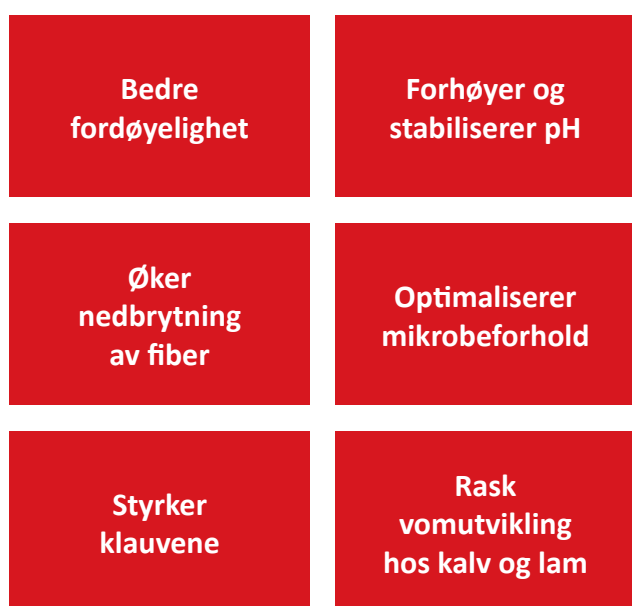 Bedre
fordøyelighet
Forhøyer og
stabiliserer pH
Øker
nedbrytning
av fiber
Optimaliserer
mikrobeforhold
Styrker
klauvene
Rask
vomutvikling
hos kalv og lam